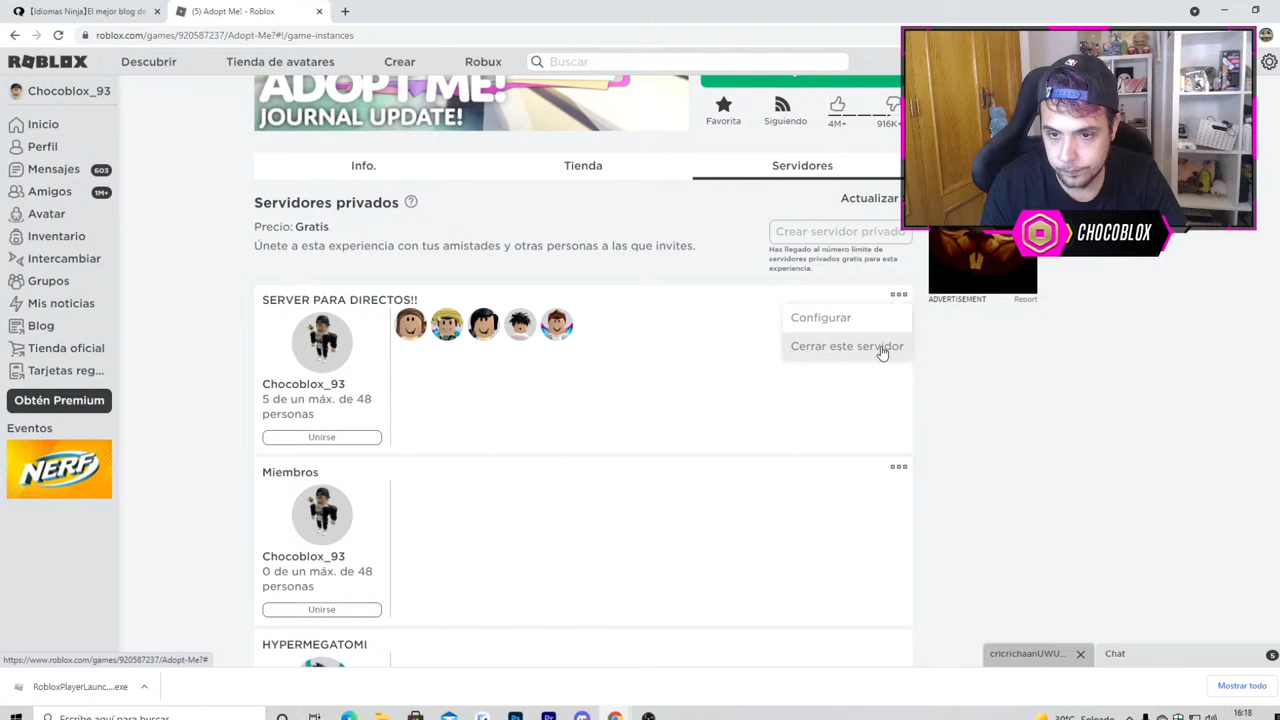 【Idiomas Ninja】El mejor blog de
(5) Adopt Me! - Roblox
roblox.com/games/920587237/Adopt-Me?#!/game-instances
ROBLOX
Descubrir
Tienda de avatares
Crear
Robux
Buscar
Chocoblox_93
Inicio
Perfil
Mensajes 603
Amigos 1M+
Avatar
Inventario
Intercambiar
Grupos
Mis noticias
Blog
Tienda oficial
Tarjetas reg...
Obtén Premium
Eventos
NERF
ADOPT ME!
JOURNAL UPDATE!
Favorita
Siguiendo
4M+
916K+
Info.
Tienda
Servidores
Servidores privados
Actualizar
Precio: Gratis
Únete a esta experiencia con tus amistades y otras personas a las que invites.
Crear servidor privado
Has llegado al número límite de
servidores privados gratis para esta
experiencia.
SERVER PARA DIRECTOS!!
Chocoblox_93
5 de un máx. de 48
personas
Unirse
Configurar
Cerrar este servidor
Miembros
Chocoblox_93
0 de un máx. de 48
personas
Unirse
HYPERMEGATOMI
CHOCOBLOX
ADVERTISEMENT
Report
cricrichaanUWU...
Chat
5
https://www.roblox.com/games/920587237/Adopt-Me?#
RobloxPlayerLaunc....exe
Mostrar todo
Escribe aquí para buscar
30°C Soleado
16:18